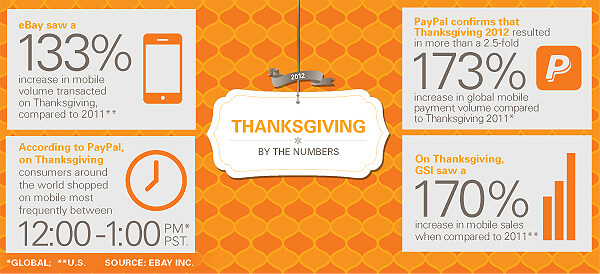 eBay saw a
133%
increase in mobile
volume transacted
on Thanksgiving,
compared to 2011**
According to PayPal,
on Thanksgiving
consumers around
the world shopped
on mobile most
frequently between
12:00-1:00 PM*
PST.
*GLOBAL; **U.S. SOURCE: EBAY INC.
2012
THANKSGIVING
*
BY THE NUMBERS
PayPal confirms that
Thanksgiving 2012 resulted
in more than a 2.5-fold
173%
increase in global mobile
payment volume compared
to Thanksgiving 2011*
P
On Thanksgiving,
GSI saw a
170%
increase in mobile sales
when compared to 2011**